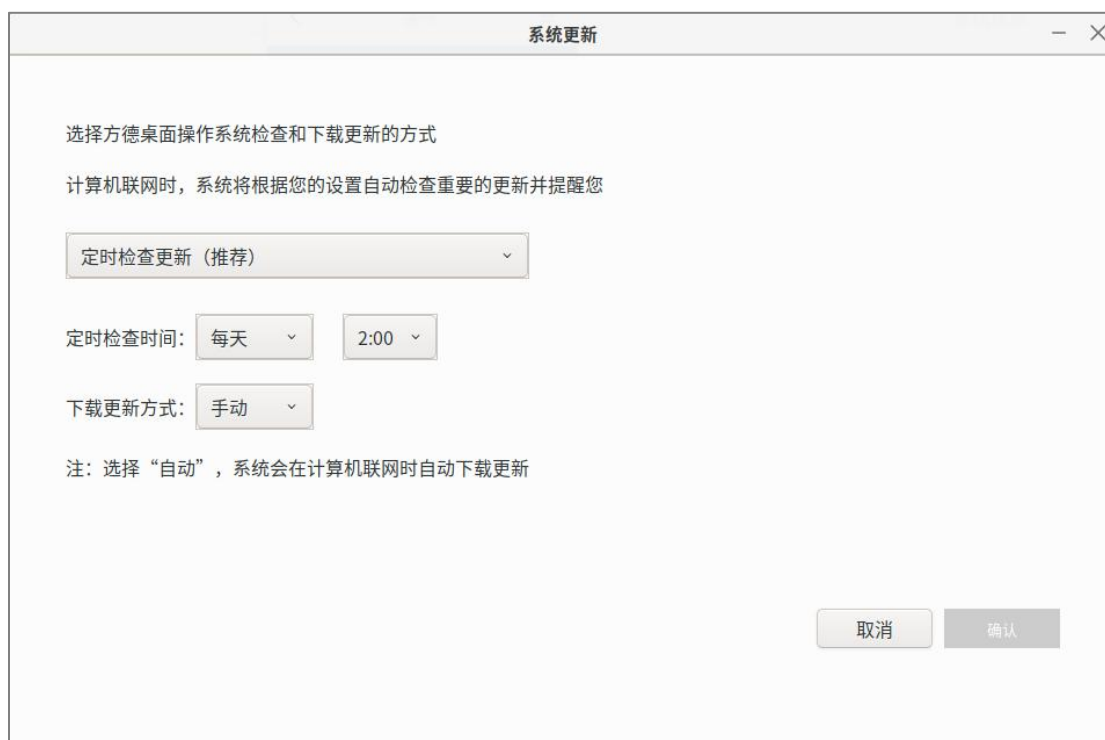 系统更新
选择方德桌面操作系统检查和下载更新的方式
计算机联网时，系统将根据您的设置自动检查重要的更新并提醒您
定时检查更新（推荐）
定时检查时间： 每天 2:00
下载更新方式： 手动
注：选择“自动”，系统会在计算机联网时自动下载更新
取消 确认